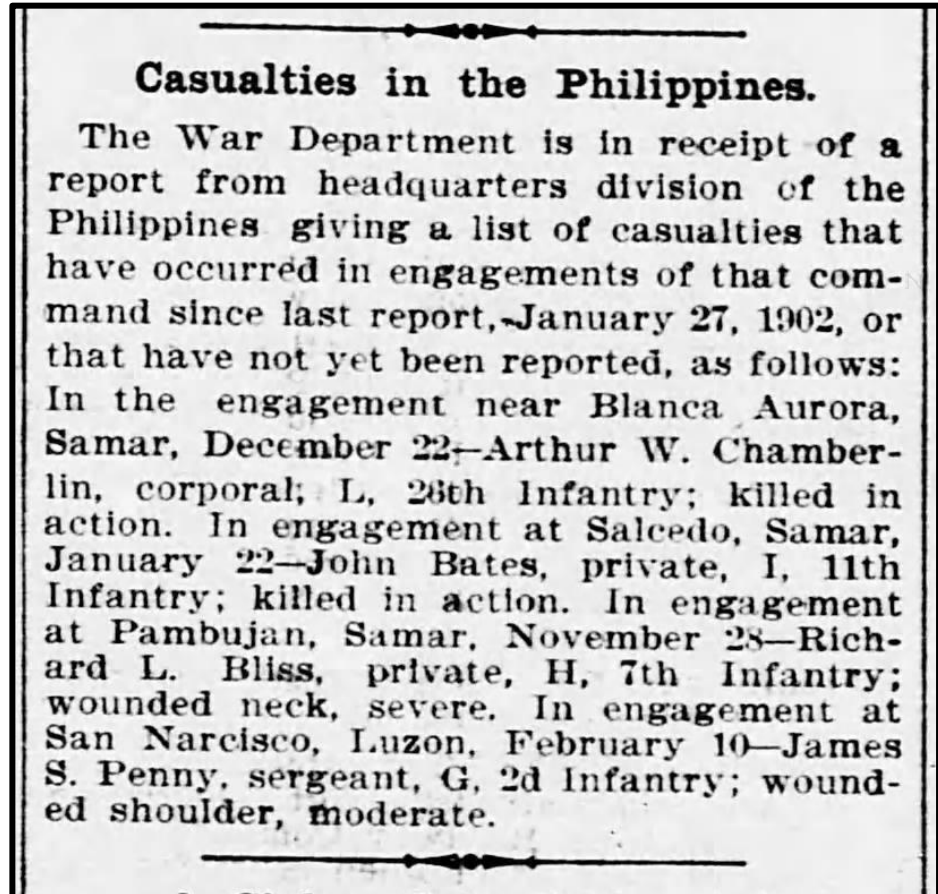 Casualties in the Philippines.
The War Department is in receipt of a
report from headquarters division of the
Philippines giving a list of casualties that
have occurred in engagements of that com-
mand since last report, January 27, 1902, or
that have not yet been reported, as follows:
In the engagement near Blanca Aurora,
Samar, December 22—Arthur W. Chamber-
lin, corporal; L, 26th Infantry; killed in
action. In engagement at Salcedo, Samar,
January 22—John Bates, private, I, 11th
Infantry; killed in action. In engagement
at Pambujan, Samar, November 28—Rich-
ard L. Bliss, private, H, 7th Infantry;
wounded neck, severe. In engagement at
San Narcisco, Luzon, February 10—James
S. Penny, sergeant, G, 2d Infantry; wound-
ed shoulder, moderate.